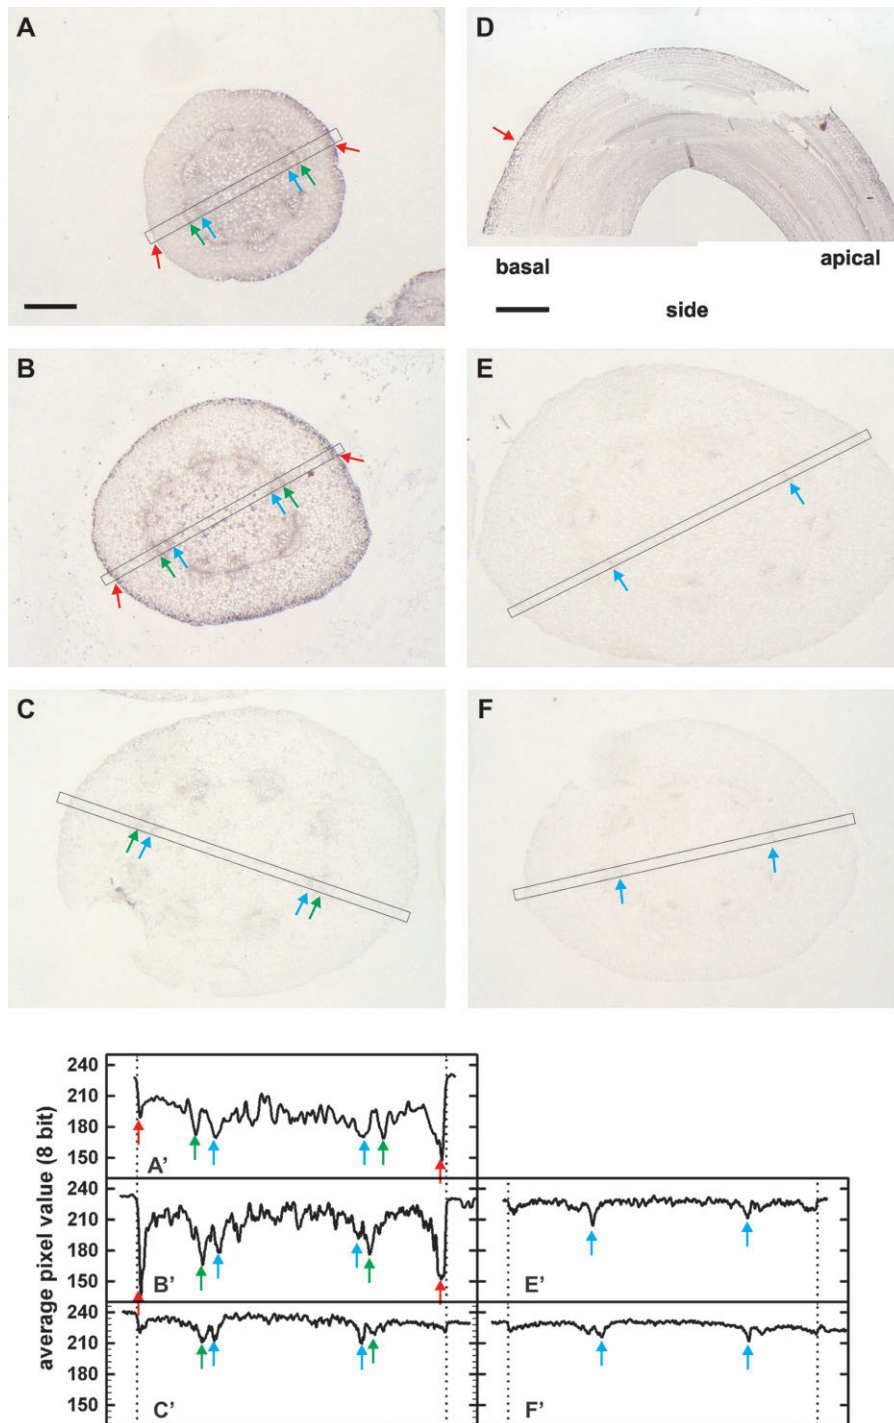 A
D
basal
apical
side
B
E
C
F
average pixel value (8 bit)
240
210
180
150
A’
240
210
180
150
B’
E’
240
210
180
150
C’
F’